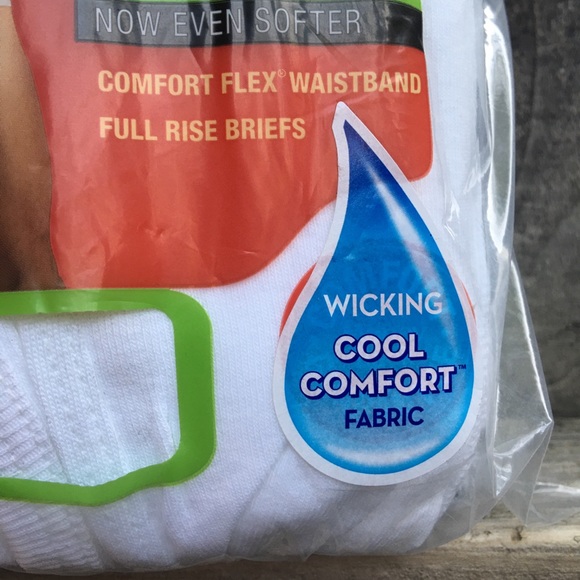 NOW EVEN SOFTER
COMFORT FLEX® WAISTBAND
FULL RISE BRIEFS
WICKING
COOL
COMFORT™
FABRIC